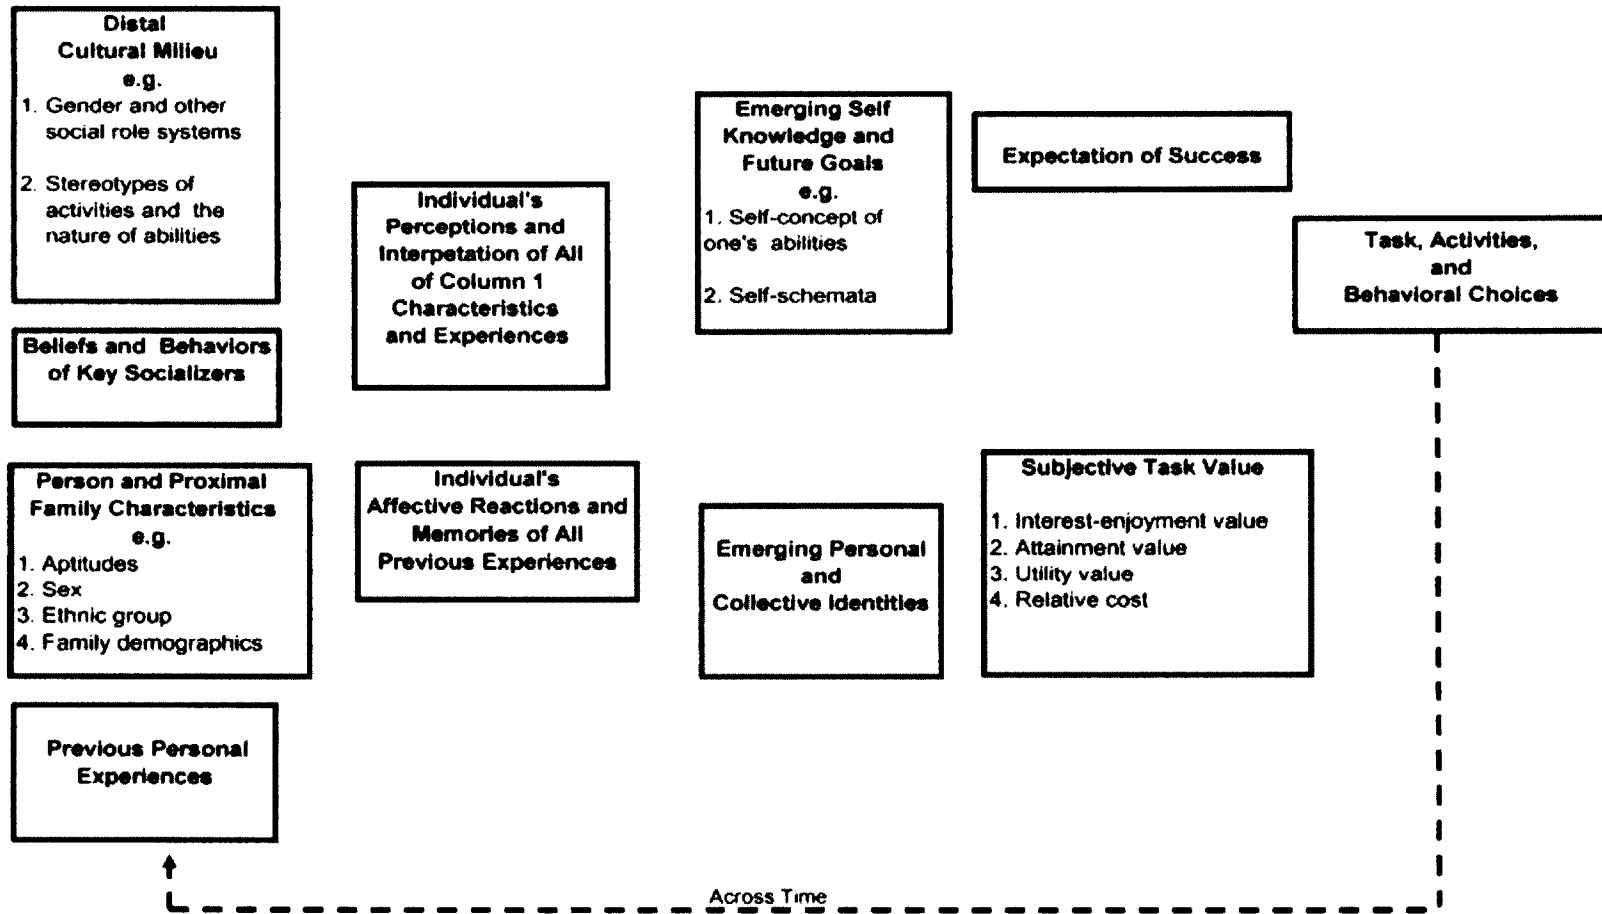 Distal
Cultural Milieu
e.g.
1. Gender and other
social role systems
2. Stereotypes of
activities and the
nature of abilities
Beliefs and Behaviors
of Key Socializers
Person and Proximal
Family Characteristics
e.g.
1. Aptitudes
2. Sex
3. Ethnic group
4. Family demographics
Previous Personal
Experiences
Individual's
Perceptions and
Interpetation of All
of Column 1
Characteristics
and Experiences
Individual's
Affective Reactions and
Memories of All
Previous Experiences
Emerging Self
Knowledge and
Future Goals
e.g.
1. Self-concept of
one's abilities
2. Self-schemata
Emerging Personal
and
Collective Identities
Expectation of Success
Subjective Task Value
1. Interest-enjoyment value
2. Attainment value
3. Utility value
4. Relative cost
Task, Activities,
and
Behavioral Choices
Across Time